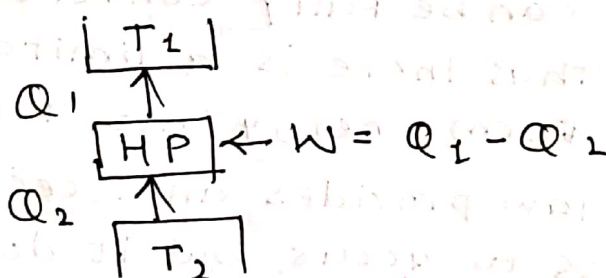 T1
Q1
HP ← W = Q1 - Q2
Q2
T2